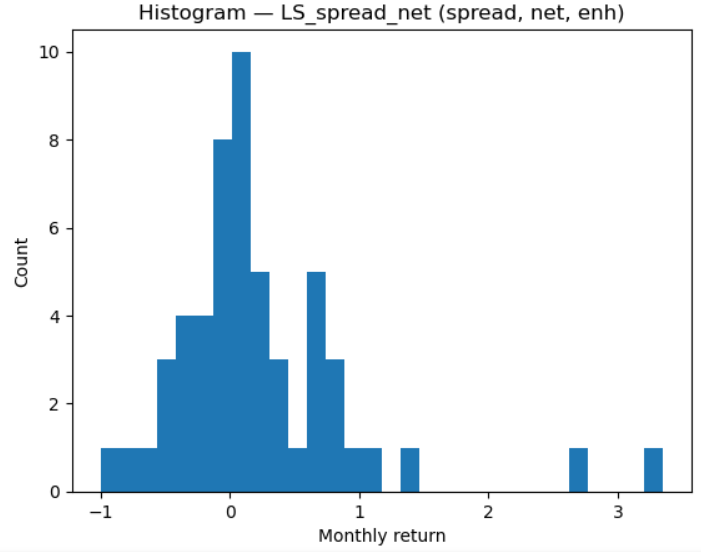 Histogram — LS_spread_net (spread, net, enh)
10
8
6
4
2
0
Count
−1 0 1 2 3
Monthly return